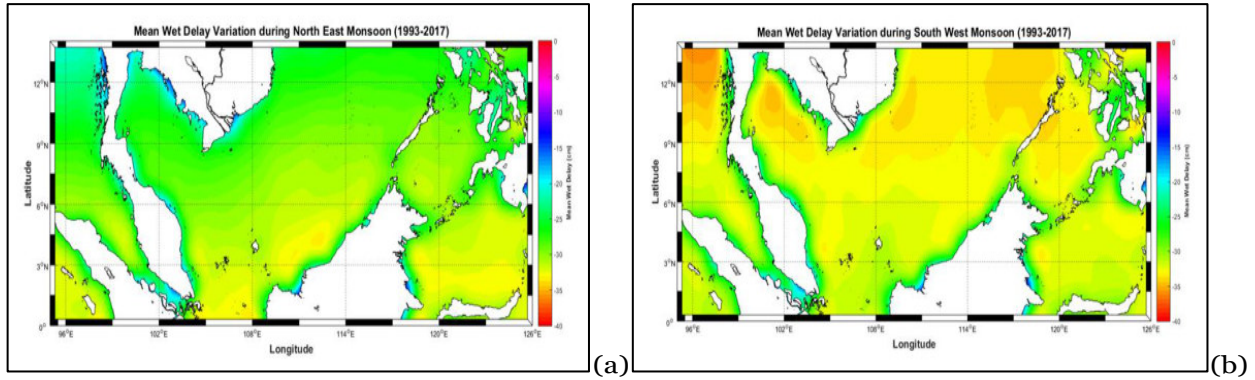 Mean Wet Delay Variation during North East Monsoon (1993-2017)
12°N
9°N
6°N
3°N
0°
96°E
102°E
108°E
114°E
120°E
126°E
Latitude
Longitude
0
-5
-10
-15
-20
-25
-30
-35
-40
Mean Wet Delay (cm)
(a)
Mean Wet Delay Variation during South West Monsoon (1993-2017)
12°N
9°N
6°N
3°N
0°
96°E
102°E
108°E
114°E
120°E
126°E
Latitude
Longitude
0
-5
-10
-15
-20
-25
-30
-35
-40
Mean Wet Delay (cm)
(b)